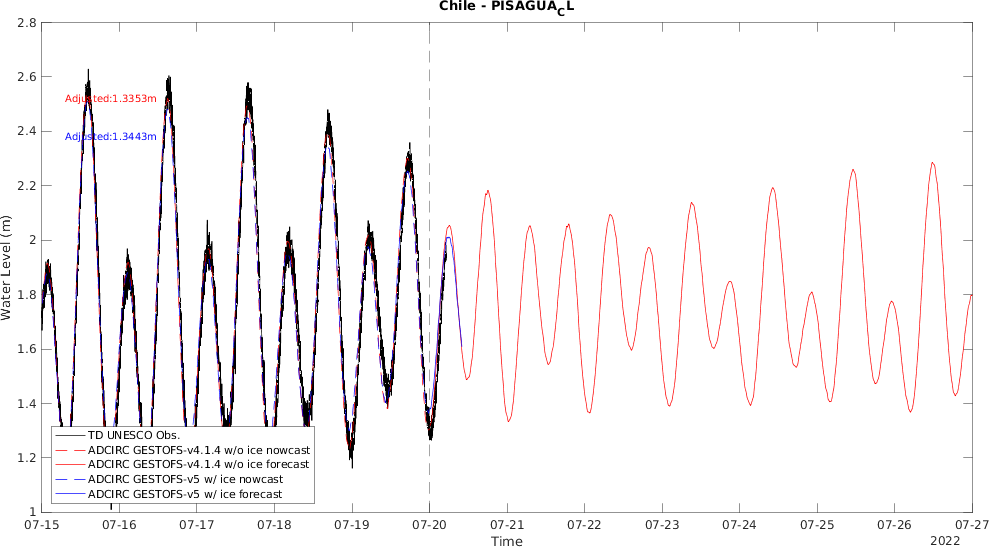 Chile - PISAGUA_CL
2.8
2.6
2.4
2.2
2
1.8
1.6
1.4
1.2
1
Water Level (m)
Adjusted:1.3353m
Adjusted:1.3443m
TD UNESCO Obs.
ADCIRC GESTOFS-v4.1.4 w/o ice nowcast
ADCIRC GESTOFS-v4.1.4 w/o ice forecast
ADCIRC GESTOFS-v5 w/ ice nowcast
ADCIRC GESTOFS-v5 w/ ice forecast
07-15 07-16 07-17 07-18 07-19 07-20 07-21 07-22 07-23 07-24 07-25 07-26 07-27
Time
2022